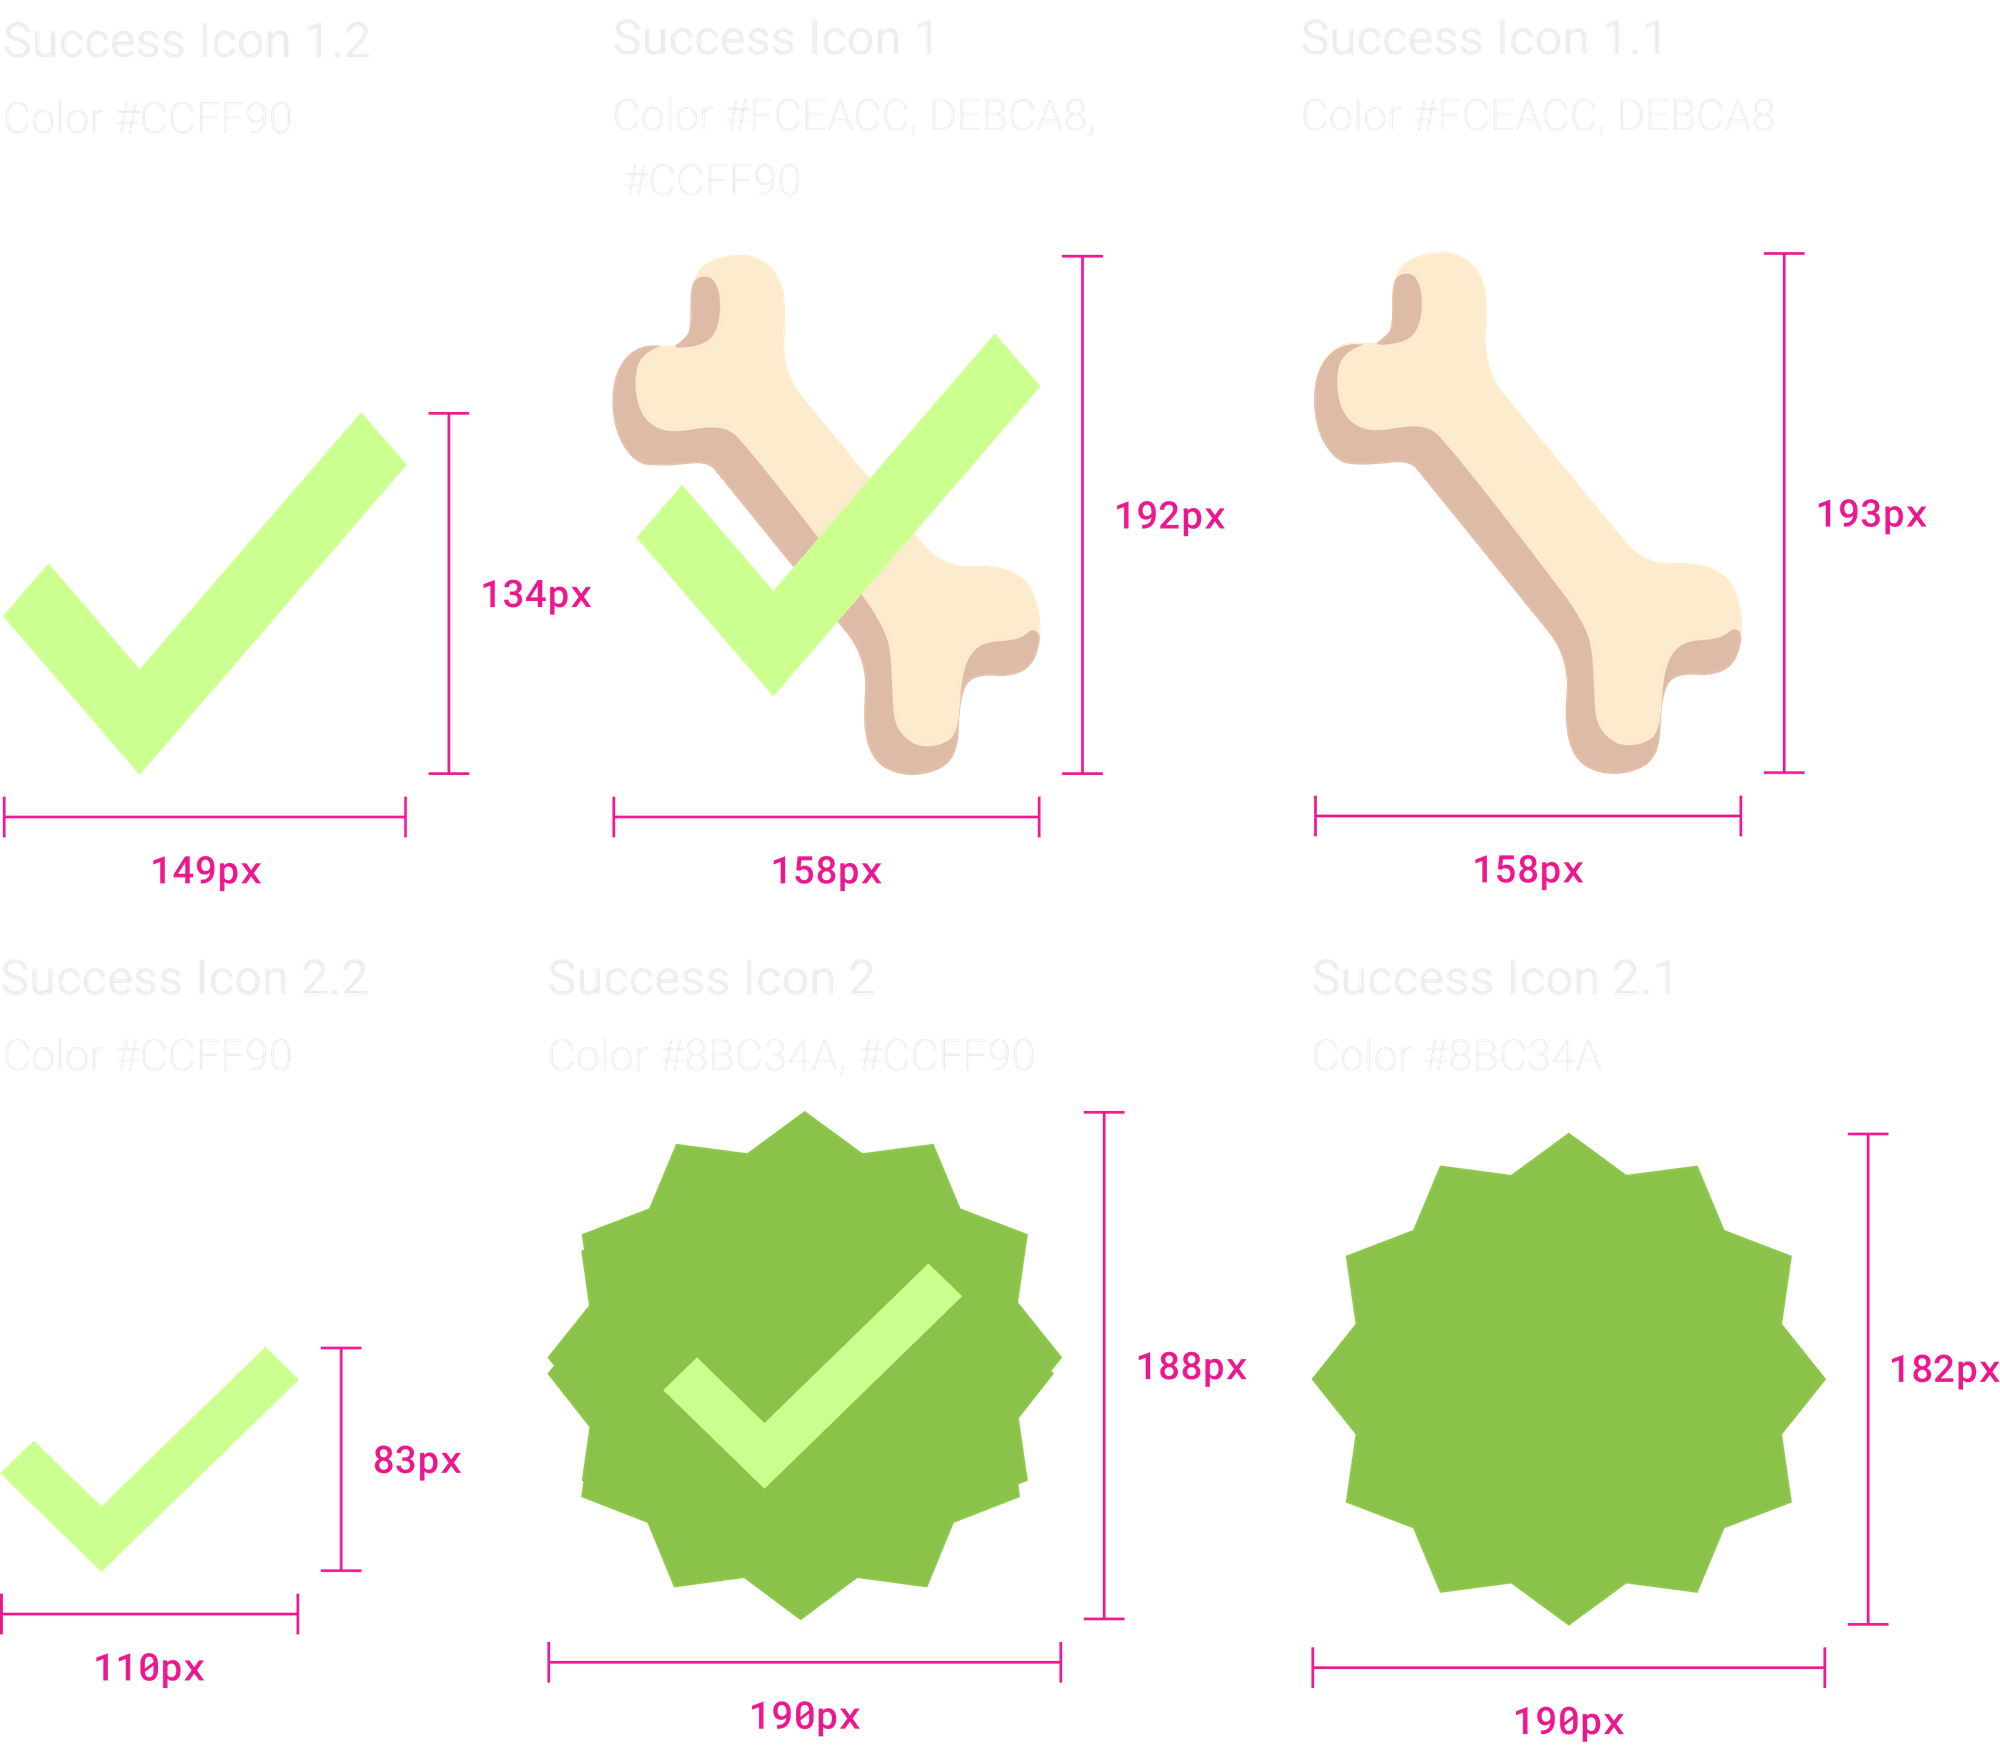 Success Icon 1.2
Color #CCFF90
134px
149px
Success Icon 1
Color #FCEACC, DEBCA8,
#CCFF90
192px
158px
Success Icon 1.1
Color #FCEACC, DEBCA8
193px
158px
Success Icon 2.2
Color #CCFF90
83px
110px
Success Icon 2
Color #8BC34A, #CCFF90
188px
190px
Success Icon 2.1
Color #8BC34A
182px
190px